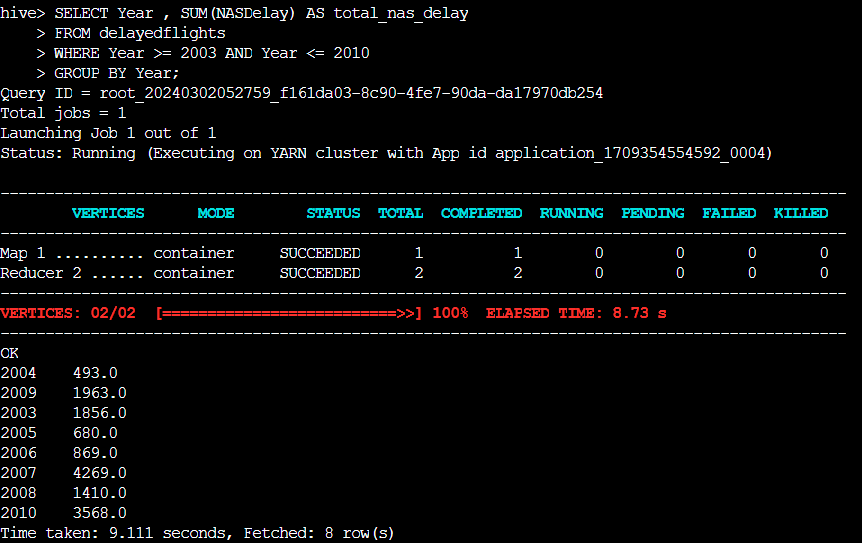 hive> SELECT Year , SUM(NASDelay) AS total_nas_delay
    > FROM delayedflights
    > WHERE Year >= 2003 AND Year <= 2010
    > GROUP BY Year;
Query ID = root_20240302052759_f161da03-8c90-4fe7-90da-da17970db254
Total jobs = 1
Launching Job 1 out of 1
Status: Running (Executing on YARN cluster with App id application_1709354554592_0004)
----------------------------------------------------------------------------------------------
        VERTICES      MODE        STATUS  TOTAL  COMPLETED  RUNNING  PENDING  FAILED  KILLED
----------------------------------------------------------------------------------------------
Map 1 .......... container     SUCCEEDED      1          1        0        0       0       0
Reducer 2 ...... container     SUCCEEDED      2          2        0        0       0       0
----------------------------------------------------------------------------------------------
VERTICES: 02/02  [==========================>>] 100%  ELAPSED TIME: 8.73 s
----------------------------------------------------------------------------------------------
OK
2004    493.0
2009    1963.0
2003    1856.0
2005    680.0
2006    869.0
2007    4269.0
2008    1410.0
2010    3568.0
Time taken: 9.111 seconds, Fetched: 8 row(s)